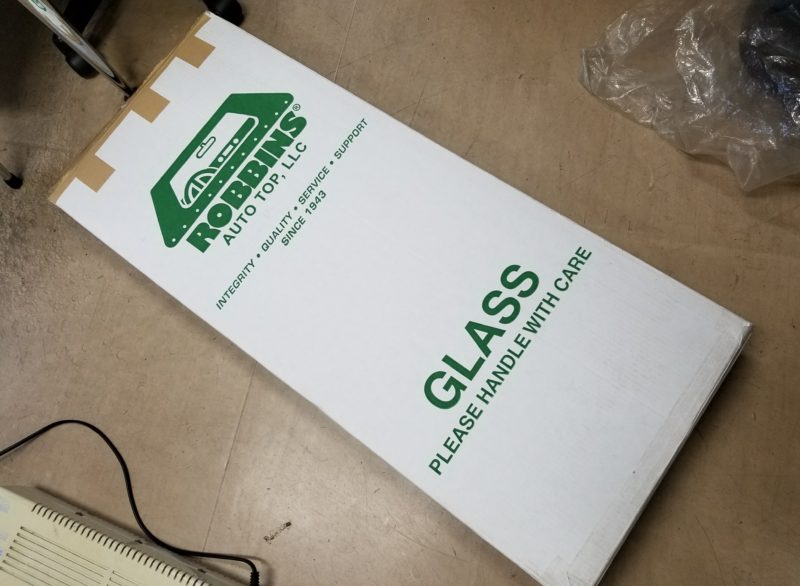 ROBBINS®
AUTO TOP, LLC
INTEGRITY • QUALITY • SERVICE • SUPPORT
SINCE 1943
GLASS
PLEASE HANDLE WITH CARE